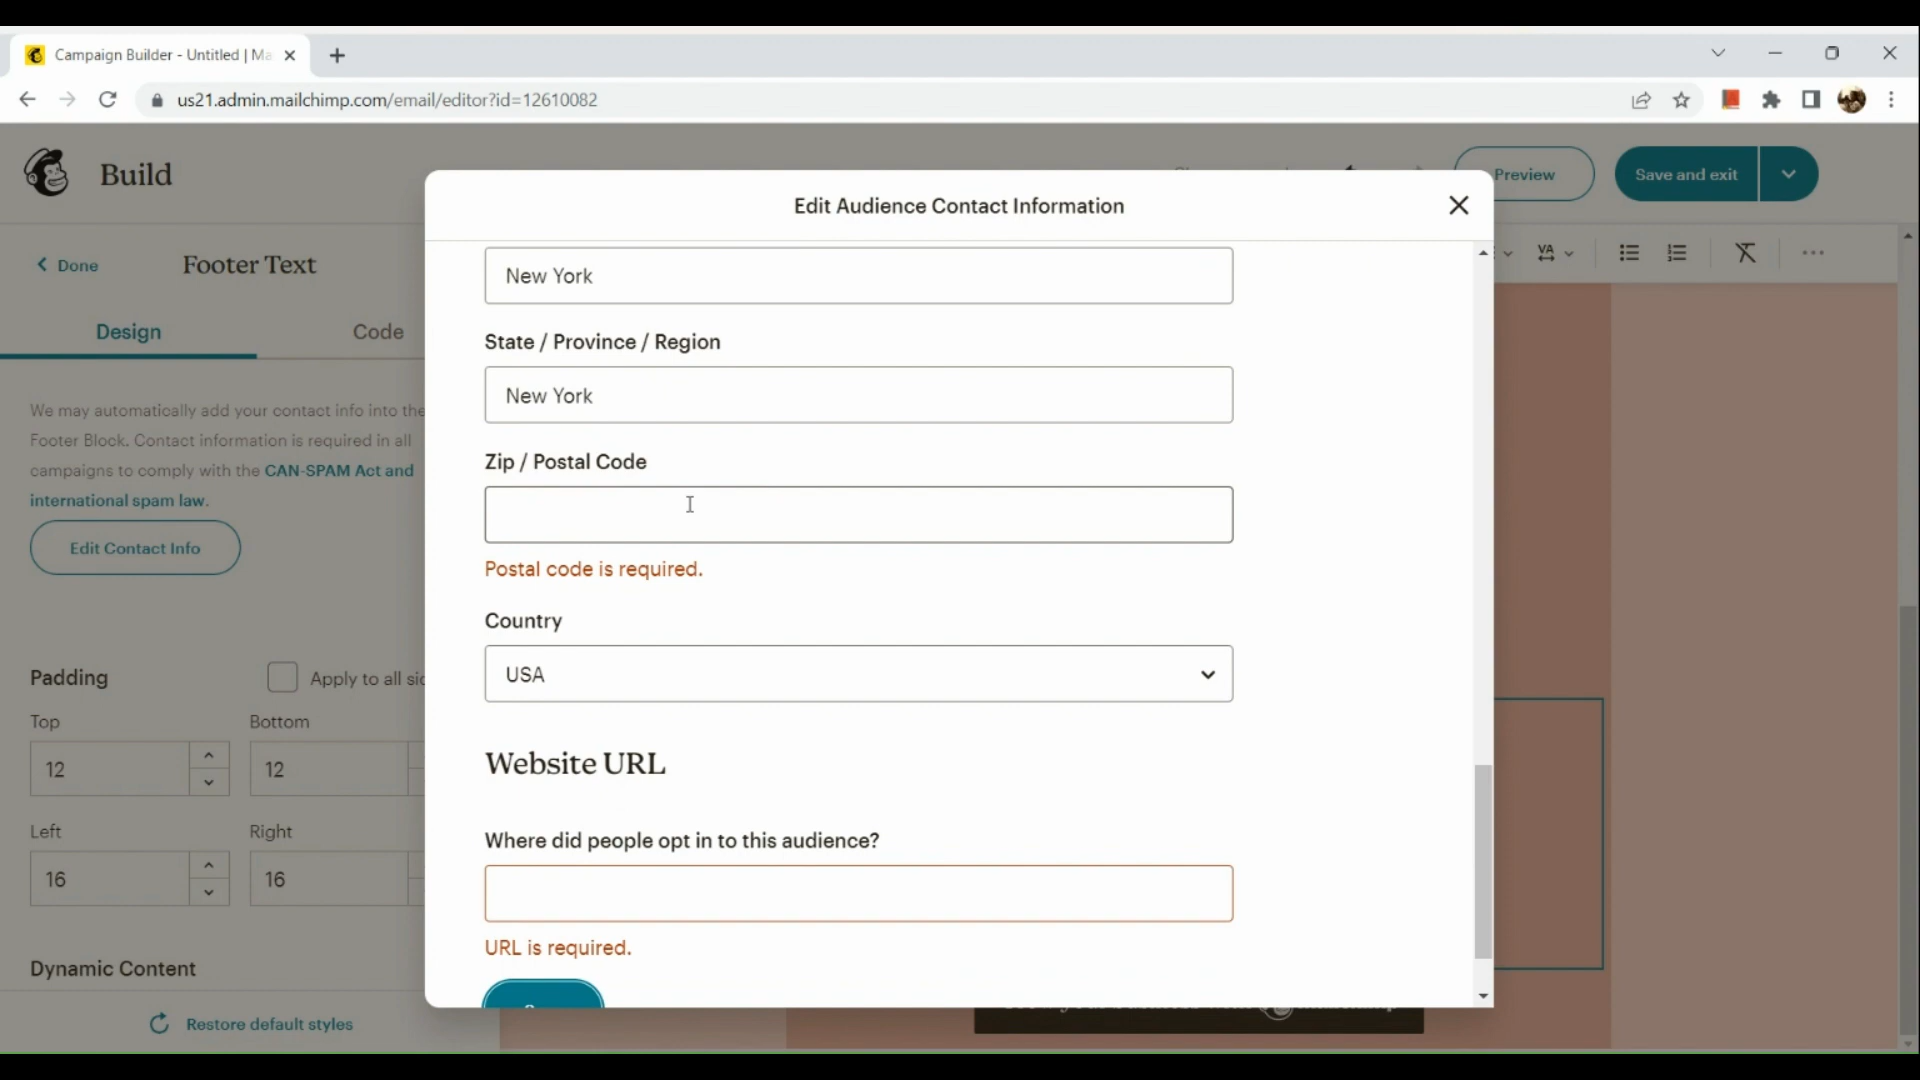 Campaign Builder - Untitled | Ma
us21.admin.mailchimp.com/email/editor?id=12610082
Build
Preview
Save and exit
Edit Audience Contact Information
Done
Footer Text
Design
Code
We may automatically add your contact info into the
Footer Block. Contact information is required in all
campaigns to comply with the CAN-SPAM Act and
international spam law.
Edit Contact Info
Padding
Apply to all si
Top
Bottom
12
12
Left
Right
16
16
Dynamic Content
Restore default styles
New York
State / Province / Region
New York
Zip / Postal Code
Postal code is required.
Country
USA
Website URL
Where did people opt in to this audience?
URL is required.
VA